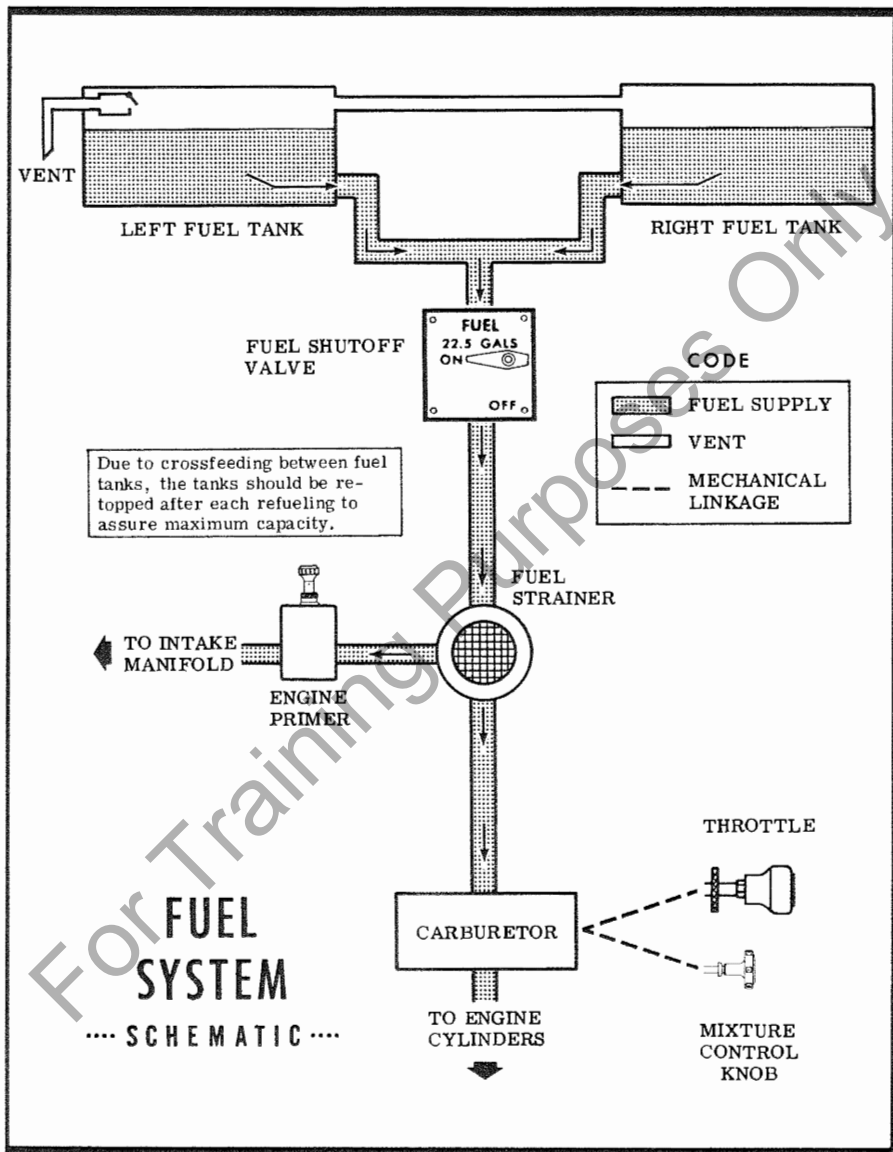 VENT
LEFT FUEL TANK
RIGHT FUEL TANK
FUEL SHUTOFF
VALVE
FUEL
22.5 GALS
ON
OFF
CODE
FUEL SUPPLY
VENT
MECHANICAL
LINKAGE
Due to crossfeeding between fuel
tanks, the tanks should be re-
topped after each refueling to
assure maximum capacity.
FUEL
STRAINER
TO INTAKE
MANIFOLD
ENGINE
PRIMER
THROTTLE
CARBURETOR
FUEL
SYSTEM
···· SCHEMATIC ····
TO ENGINE
CYLINDERS
MIXTURE
CONTROL
KNOB
For Training Purposes Only